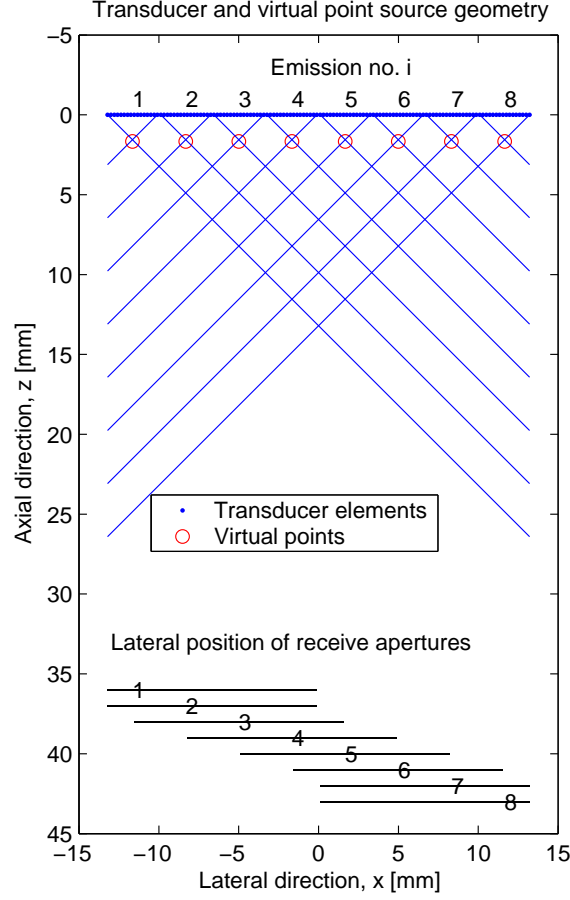 Transducer and virtual point source geometry
−5
Emission no. i
1 2 3 4 5 6 7 8
0
5
10
15
20
25
30
35
40
45
Axial direction, z [mm]
Transducer elements
Virtual points
Lateral position of receive apertures
1
2
3
4
5
6
7
8
−15 −10 −5 0 5 10 15
Lateral direction, x [mm]